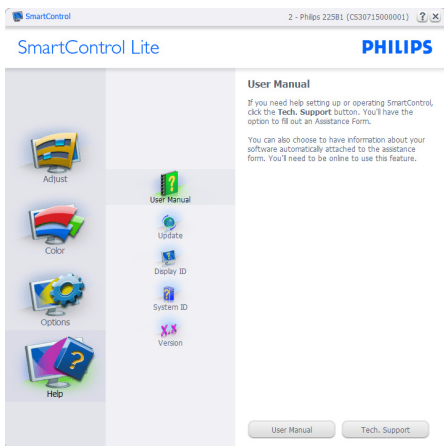 SmartControl
2 - Philips 225B1 (CS30715000001)
SmartControl Lite
PHILIPS
Adjust
Color
Options
Help
User Manual
Update
Display ID
System ID
X.X
Version
User Manual
If you need help setting up or operating SmartControl,
click the Tech. Support button. You'll have the
option to fill out an Assistance Form.
You can also choose to have information about your
software automatically attached to the assistance
form. You'll need to be online to use this feature.
User Manual
Tech. Support